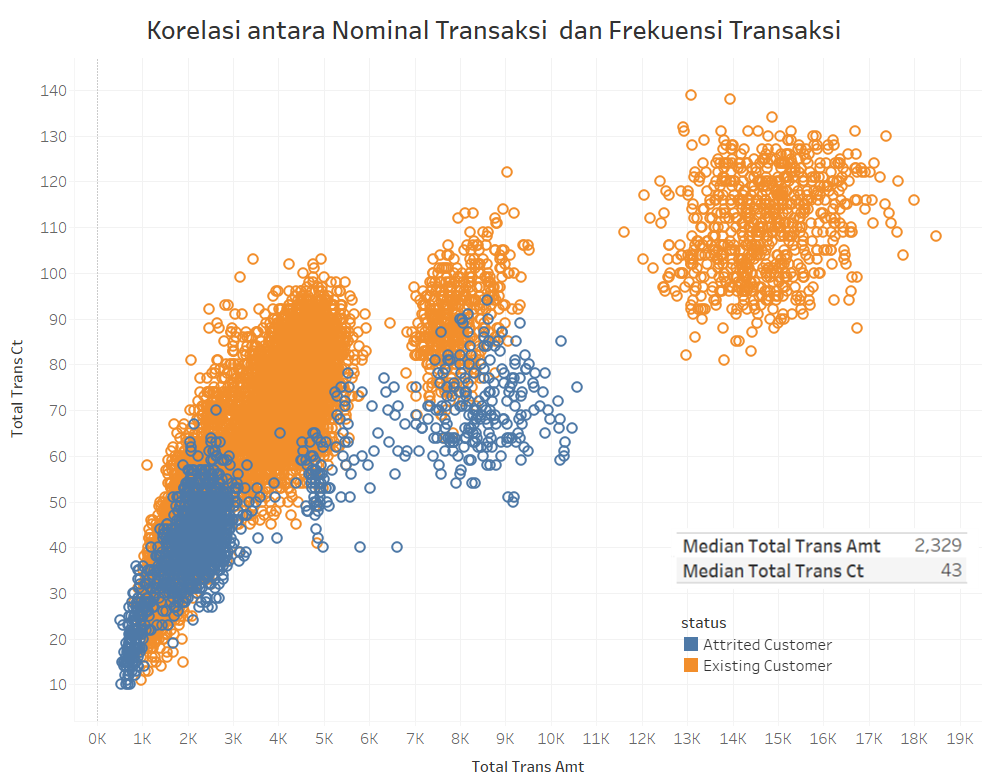 Korelasi antara Nominal Transaksi dan Frekuensi Transaksi
Total Trans Ct
140
130
120
110
100
90
80
70
60
50
40
30
20
10
Median Total Trans Amt 2,329
Median Total Trans Ct 43
status
Attrited Customer
Existing Customer
0K 1K 2K 3K 4K 5K 6K 7K 8K 9K 10K 11K 12K 13K 14K 15K 16K 17K 18K 19K
Total Trans Amt